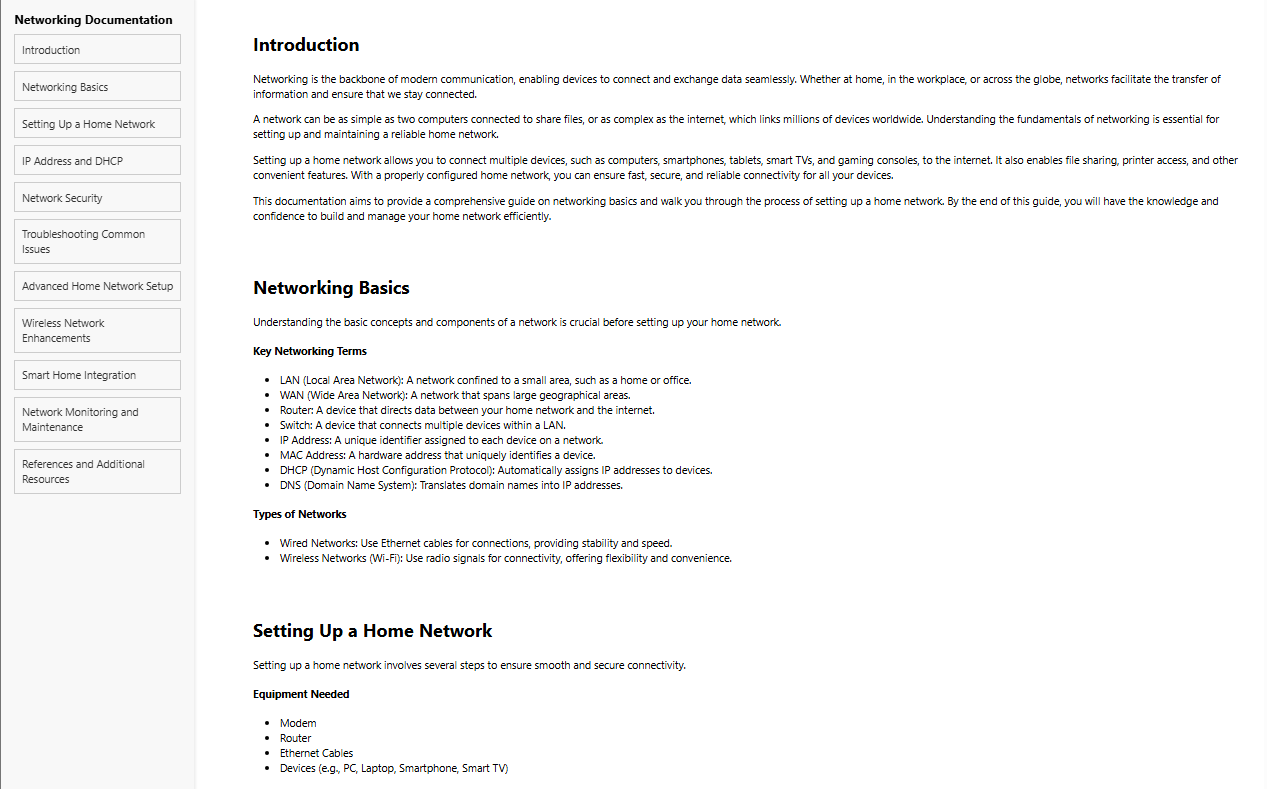 Networking Documentation
Introduction
Networking Basics
Setting Up a Home Network
IP Address and DHCP
Network Security
Troubleshooting Common
Issues
Advanced Home Network Setup
Wireless Network
Enhancements
Smart Home Integration
Network Monitoring and
Maintenance
References and Additional
Resources
Introduction
Networking is the backbone of modern communication, enabling devices to connect and exchange data seamlessly. Whether at home, in the workplace, or across the globe, networks facilitate the transfer of
information and ensure that we stay connected.
A network can be as simple as two computers connected to share files, or as complex as the internet, which links millions of devices worldwide. Understanding the fundamentals of networking is essential for
setting up and maintaining a reliable home network.
Setting up a home network allows you to connect multiple devices, such as computers, smartphones, tablets, smart TVs, and gaming consoles, to the internet. It also enables file sharing, printer access, and other
convenient features. With a properly configured home network, you can ensure fast, secure, and reliable connectivity for all your devices.
This documentation aims to provide a comprehensive guide on networking basics and walk you through the process of setting up a home network. By the end of this guide, you will have the knowledge and
confidence to build and manage your home network efficiently.
Networking Basics
Understanding the basic concepts and components of a network is crucial before setting up your home network.
Key Networking Terms
• LAN (Local Area Network): A network confined to a small area, such as a home or office.
• WAN (Wide Area Network): A network that spans large geographical areas.
• Router: A device that directs data between your home network and the internet.
• Switch: A device that connects multiple devices within a LAN.
• IP Address: A unique identifier assigned to each device on a network.
• MAC Address: A hardware address that uniquely identifies a device.
• DHCP (Dynamic Host Configuration Protocol): Automatically assigns IP addresses to devices.
• DNS (Domain Name System): Translates domain names into IP addresses.
Types of Networks
• Wired Networks: Use Ethernet cables for connections, providing stability and speed.
• Wireless Networks (Wi-Fi): Use radio signals for connectivity, offering flexibility and convenience.
Setting Up a Home Network
Setting up a home network involves several steps to ensure smooth and secure connectivity.
Equipment Needed
• Modem
• Router
• Ethernet Cables
• Devices (e.g., PC, Laptop, Smartphone, Smart TV)